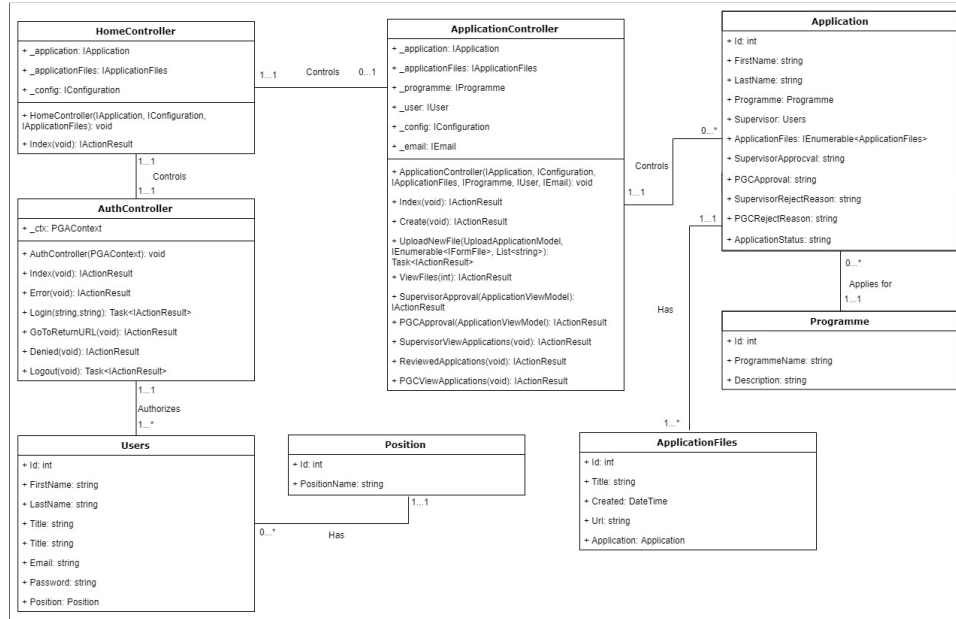 HomeController
+ _application: IApplication
+ _applicationFiles: IApplicationFiles
+ _config: IConfiguration
+ HomeController(IApplication, IConfiguration,
IApplicationFiles): void
+ Index(void): IActionResult
1...1
Controls
0...1
ApplicationController
+ _application: IApplication
+ _applicationFiles: IApplicationFiles
+ _programme: IProgramme
+ _user: IUser
+ _config: IConfiguration
+ _email: IEmail
+ ApplicationController(IApplication, IConfiguration,
IApplicationFiles, IProgramme, IUser, IEmail): void
+ Index(void): IActionResult
+ Create(void): IActionResult
+ UploadNewFile(UploadApplicationModel,
IEnumerable<IFormFile>, List<string>):
Task<IActionResult>
+ ViewFiles(int): IActionResult
+ SupervisorApproval(ApplicationViewModel):
IActionResult
+ PGCApproval(ApplicationViewModel): IActionResult
+ SupervisorViewApplications(void): IActionResult
+ ReviewedApplcations(void): IActionResult
+ PGCViewApplications(void): IActionResult
0...*
Controls
1...1
Application
+ Id: int
+ FirstName: string
+ LastName: string
+ Programme: Programme
+ Supervisor: Users
+ ApplicationFiles: IEnumerable<ApplicationFiles>
+ SupervisorApprocval: string
+ PGCApproval: string
+ SupervisorRejectReason: string
+ PGCRejectReason: string
+ ApplicationStatus: string
1...1
Controls
1...1
AuthController
+ _ctx: PGAContext
+ AuthController(PGAContext): void
+ Index(void): IActionResult
+ Error(void): IActionResult
+ Login(string,string): Task<IActionResult>
+ GoToReturnURL(void): IActionResult
+ Denied(void): IActionResult
+ Logout(void): Task<IActionResult>
1...1
Has
1...*
0...*
Applies for
1...1
Programme
+ Id: int
+ ProgrammeName: string
+ Description: string
1...1
Authorizes
1...*
Users
+ Id: int
+ FirstName: string
+ LastName: string
+ Title: string
+ Title: string
+ Email: string
+ Password: string
+ Position: Position
Position
+ Id: int
+ PositionName: string
1...1
0...*
Has
ApplicationFiles
+ Id: int
+ Title: string
+ Created: DateTime
+ Url: string
+ Application: Application